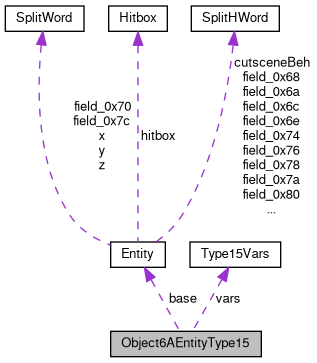 SplitWord
Hitbox
SplitHWord
field_0x70
field_0x7c
x
y
z
hitbox
cutsceneBeh
field_0x68
field_0x6a
field_0x6c
field_0x6e
field_0x74
field_0x76
field_0x78
field_0x7a
field_0x80
...
Entity
Type15Vars
base
vars
Object6AEntityType15